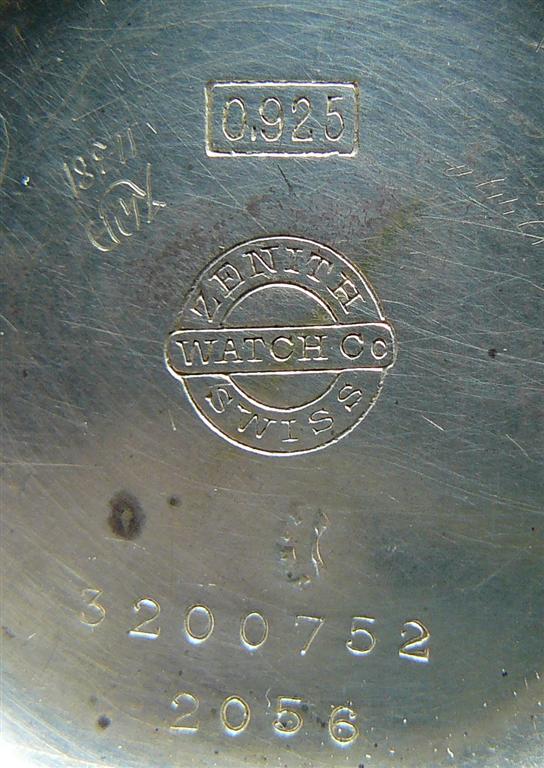 0.925
ZENITH
WATCH Co
SWISS
3200752
2056